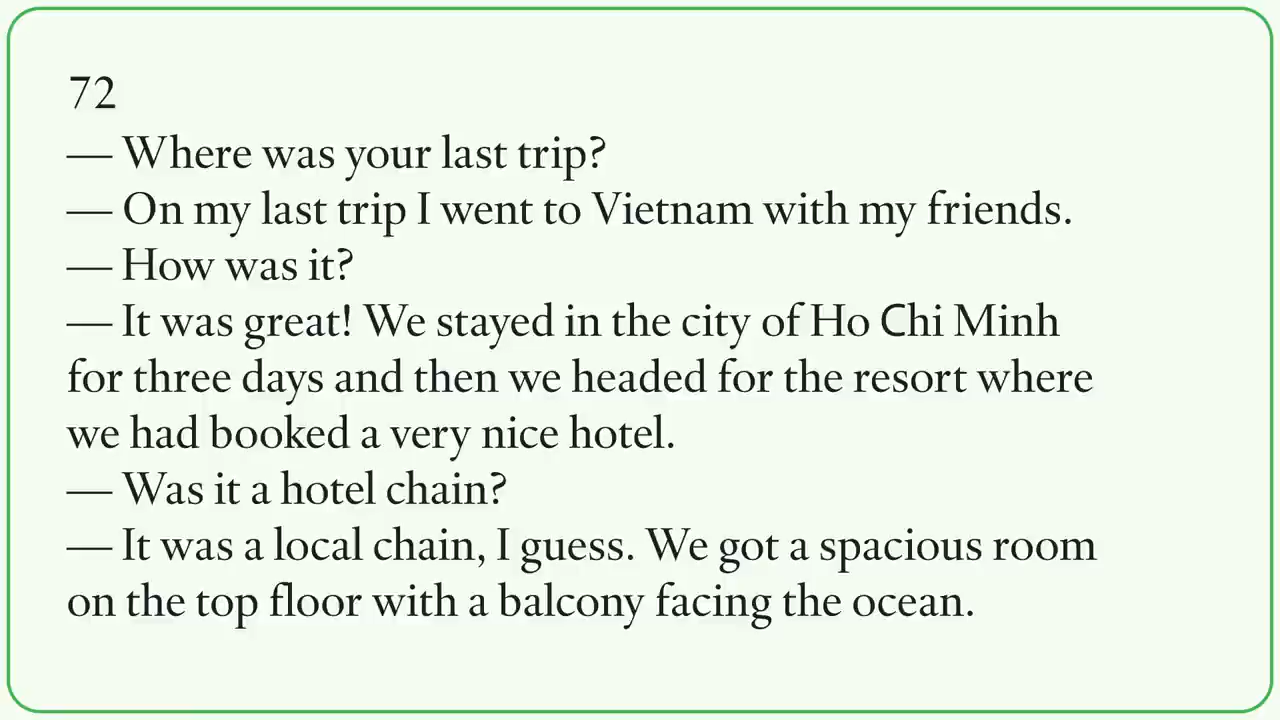 72
— Where was your last trip?
— On my last trip I went to Vietnam with my friends.
— How was it?
— It was great! We stayed in the city of Ho Chi Minh
for three days and then we headed for the resort where
we had booked a very nice hotel.
— Was it a hotel chain?
— It was a local chain, I guess. We got a spacious room
on the top floor with a balcony facing the ocean.